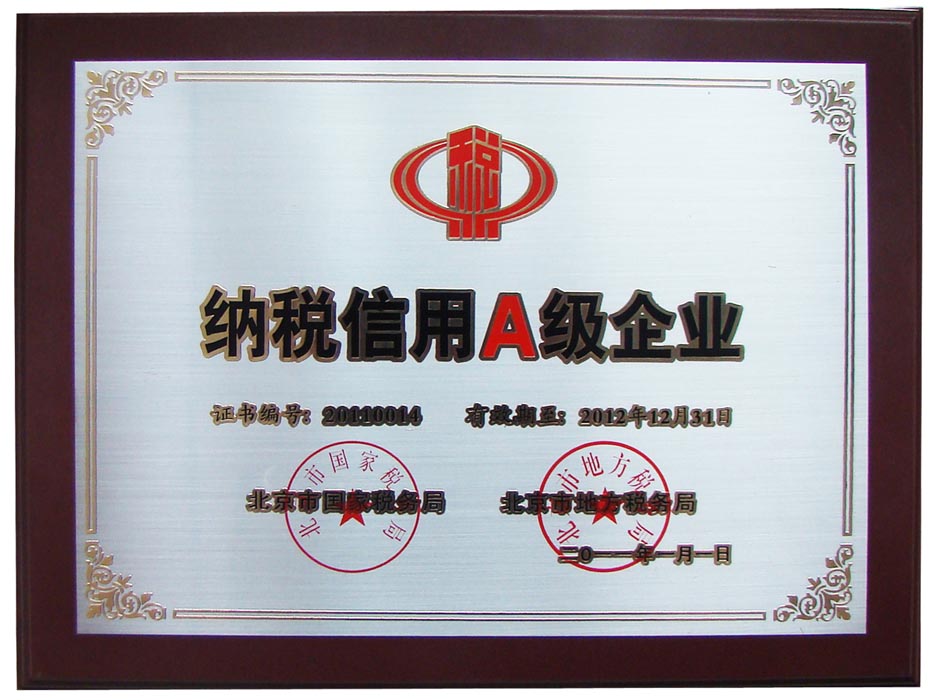 税
纳税信用A级企业
证书编号: 20110014 有效期至: 2012年12月31日
北京市国家税务局 北京市地方税务局
北京市国家税务局 北京市地方税务局
二0一一年一月一日